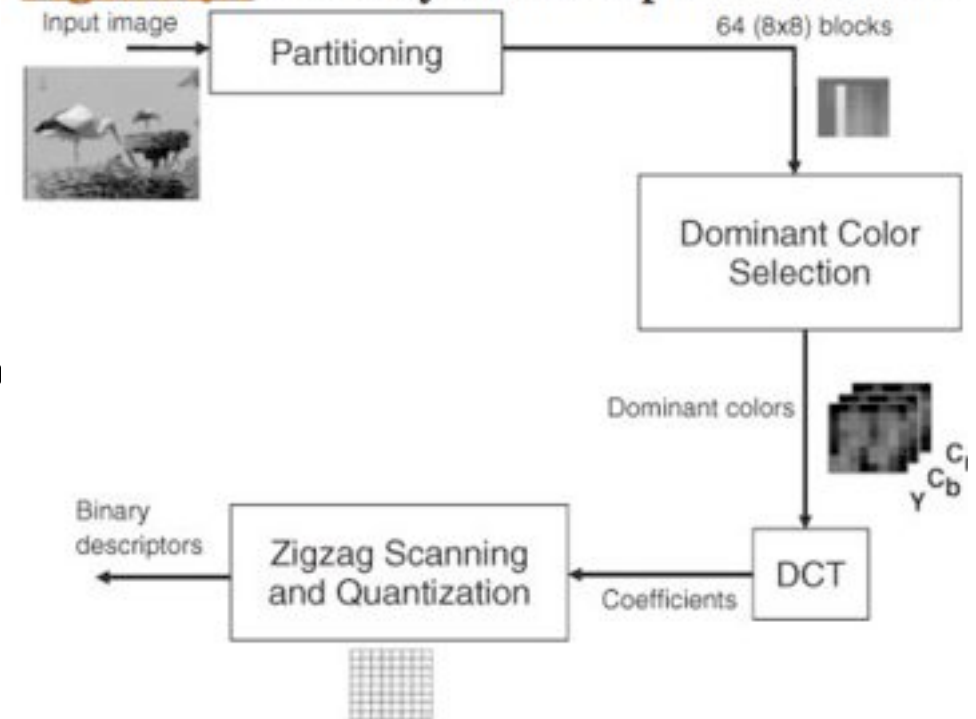 Input image
Partitioning
64 (8x8) blocks
Dominant Color
Selection
Dominant colors
Y
Cb
DCT
Coefficients
Zigzag Scanning
and Quantization
Binary
descriptors